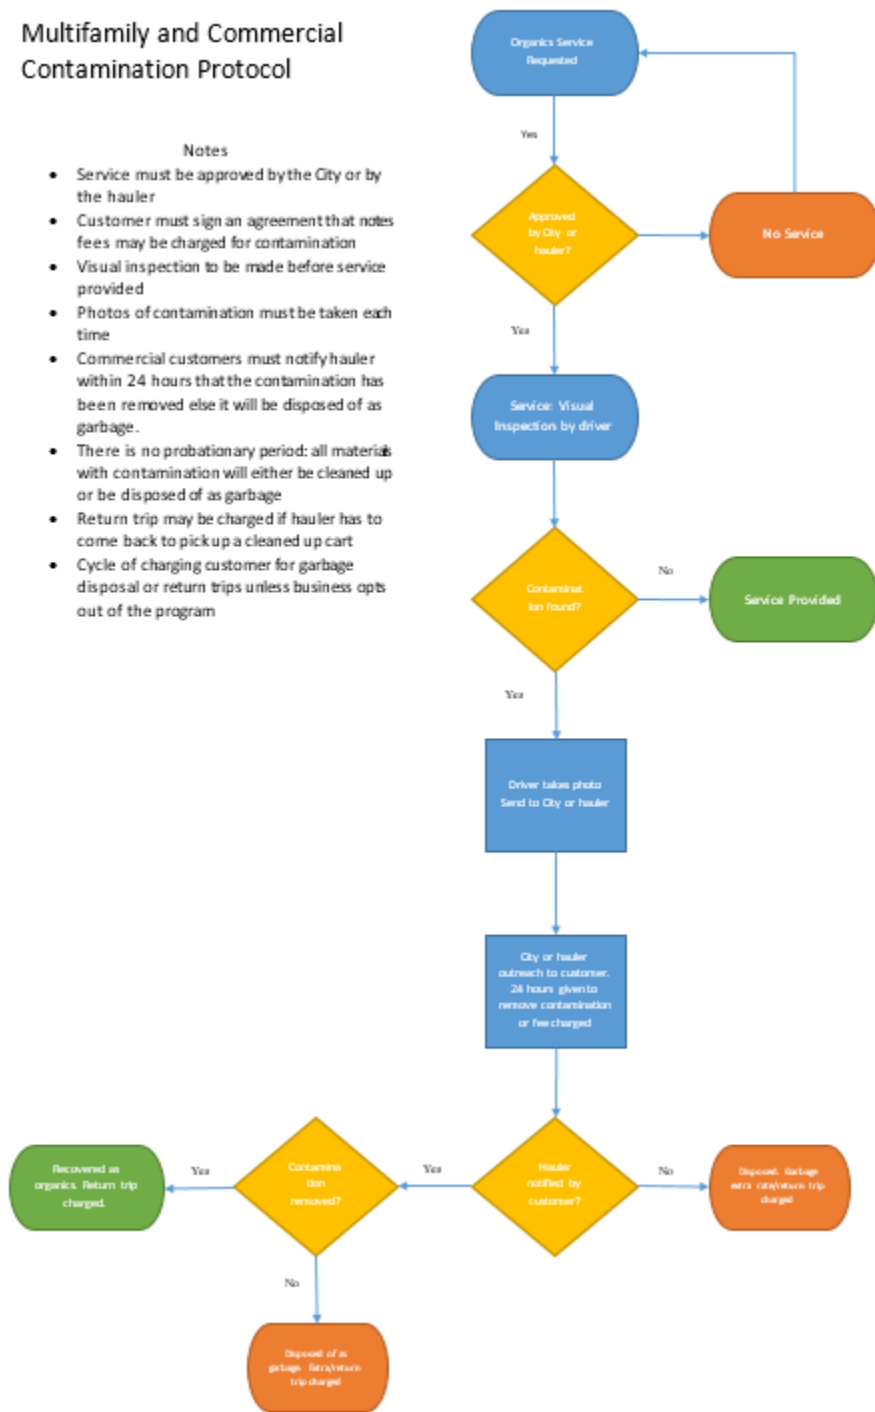 Multifamily and Commercial
Contamination Protocol
Notes
• Service must be approved by the City or by
the hauler
• Customer must sign an agreement that notes
fees may be charged for contamination
• Visual inspection to be made before service
provided
• Photos of contamination must be taken each
time
• Commercial customers must notify hauler
within 24 hours that the contamination has
been removed else it will be disposed of as
garbage.
• There is no probationary period: all materials
with contamination will either be cleaned up
or be disposed of as garbage
• Return trip may be charged if hauler has to
come back to pick up a cleaned up cart
• Cycle of charging customer for garbage
disposal or return trips unless business opts
out of the program
Organics Service
Requested
Yes
Approved
by City or
hauler?
No Service
Yes
Service: Visual
Inspection by driver
Contaminat
ion found?
No
Service Provided
Yes
Driver takes photo
Send to City or hauler
City or hauler
outreach to customer.
24 hours given to
remove contamination
or fee charged
Hauler
notified by
customer?
No
Disposed. Garbage
extra rate/return trip
charged
Yes
Contamina
tion
removed?
Yes
Recovered as
organics. Return trip
charged.
No
Disposed of as
garbage. Extra/return
trip charged